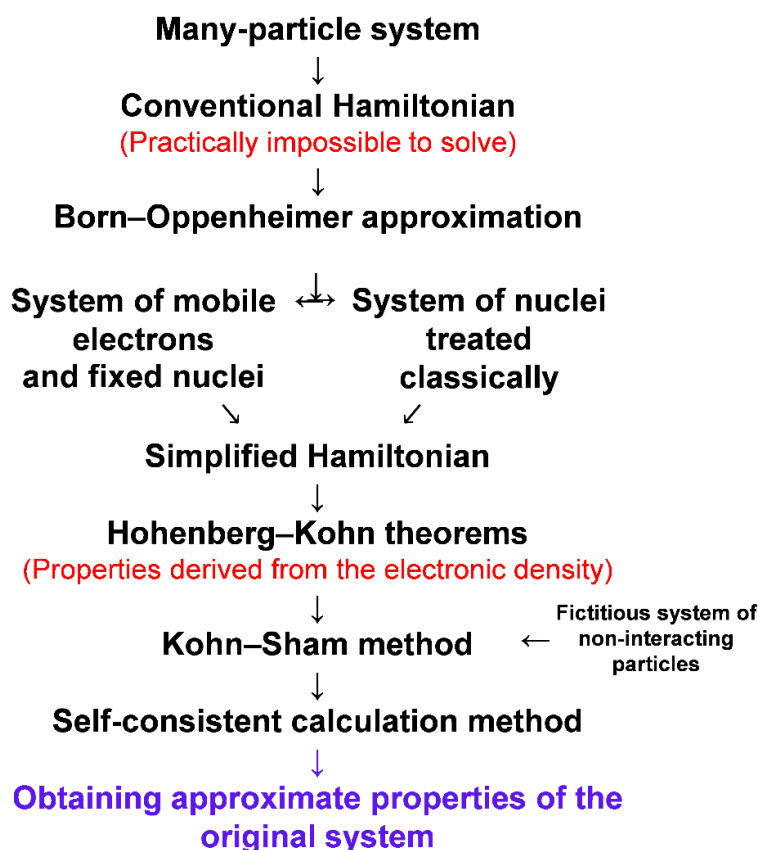 Many-particle system
↓
Conventional Hamiltonian
(Practically impossible to solve)
↓
Born–Oppenheimer approximation
↓
System of mobile ↔ System of nuclei
electrons treated
and fixed nuclei classically
↘ ↙
Simplified Hamiltonian
↓
Hohenberg–Kohn theorems
(Properties derived from the electronic density)
↓
Kohn–Sham method ← Fictitious system of
non-interacting
particles
↓
Self-consistent calculation method
↓
Obtaining approximate properties of the
original system